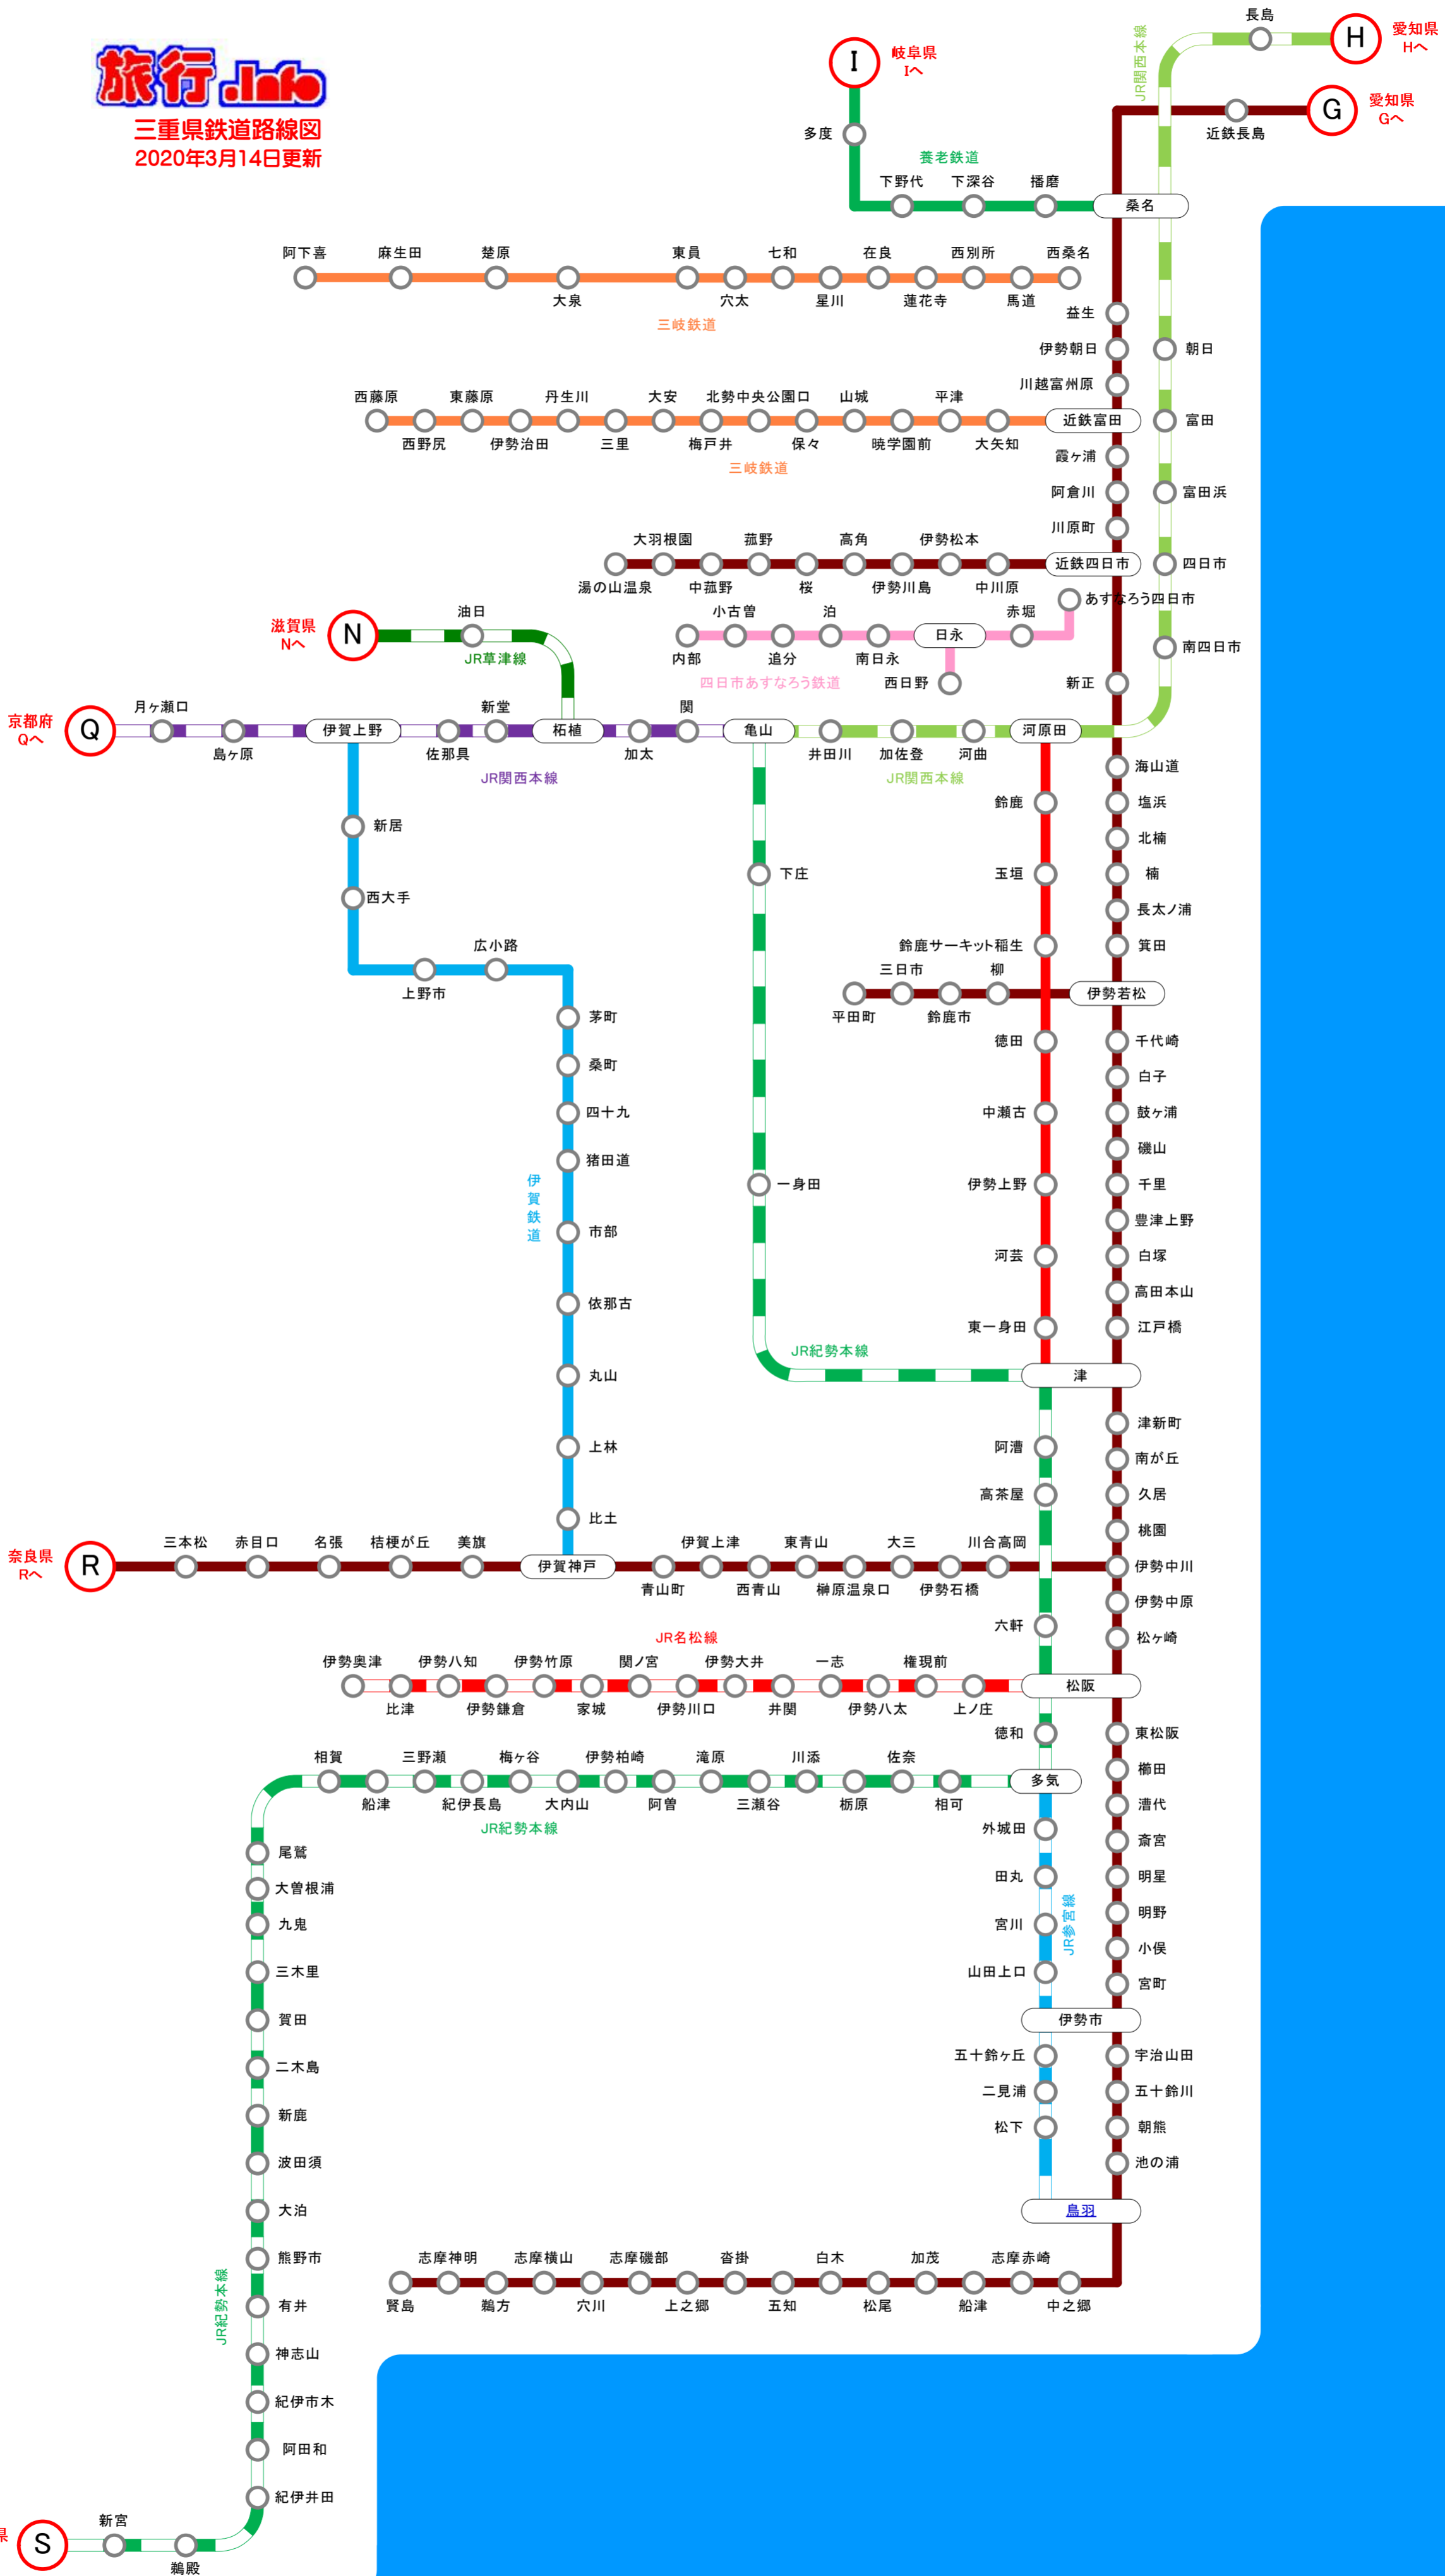 旅行.Info
三重県鉄道路線図
2020年3月14日更新
長島
H
愛知県
Hへ
I
岐阜県
Iへ
JR関西本線
近鉄長島
G
愛知県
Gへ
多度
養老鉄道
下野代
下深谷
播磨
桑名
阿下喜
麻生田
楚原
大泉
東員
穴太
七和
星川
在良
蓮花寺
西別所
馬道
西桑名
三岐鉄道
益生
伊勢朝日
朝日
川越富州原
西藤原
西野尻
東藤原
伊勢治田
丹生川
三里
大安
梅戸井
北勢中央公園口
保々
山城
暁学園前
平津
大矢知
近鉄富田
富田
三岐鉄道
霞ヶ浦
阿倉川
富田浜
川原町
湯の山温泉
大羽根園
中菰野
菰野
桜
高角
伊勢川島
伊勢松本
中川原
近鉄四日市
四日市
あすなろう四日市
N
滋賀県
Nへ
油日
JR草津線
内部
小古曽
追分
泊
南日永
日永
赤堀
西日野
四日市あすなろう鉄道
南四日市
新正
京都府
Qへ
Q
月ヶ瀬口
島ヶ原
伊賀上野
佐那具
新堂
柘植
加太
関
亀山
井田川
加佐登
河曲
河原田
JR関西本線
JR関西本線
海山道
塩浜
北楠
楠
長太ノ浦
箕田
鈴鹿
玉垣
鈴鹿サーキット稲生
新居
西大手
上野市
広小路
下庄
平田町
三日市
鈴鹿市
柳
伊勢若松
茅町
桑町
四十九
猪田道
市部
依那古
丸山
上林
比土
伊賀鉄道
一身田
徳田
中瀬古
伊勢上野
河芸
東一身田
千代崎
白子
鼓ヶ浦
磯山
千里
豊津上野
白塚
高田本山
江戸橋
JR紀勢本線
津
阿漕
高茶屋
津新町
南が丘
久居
桃園
奈良県
Rへ
R
三本松
赤目口
名張
桔梗が丘
美旗
伊賀神戸
青山町
伊賀上津
西青山
東青山
榊原温泉口
大三
伊勢石橋
川合高岡
伊勢中川
伊勢中原
松ヶ崎
六軒
JR名松線
伊勢奥津
比津
伊勢八知
伊勢鎌倉
伊勢竹原
家城
関ノ宮
伊勢川口
伊勢大井
井関
一志
伊勢八太
権現前
上ノ庄
松阪
徳和
東松阪
櫛田
漕代
斎宮
明星
明野
小俣
宮町
相賀
船津
三野瀬
紀伊長島
梅ヶ谷
大内山
伊勢柏崎
阿曽
滝原
三瀬谷
川添
栃原
佐奈
相可
多気
JR紀勢本線
外城田
田丸
宮川
山田上口
JR参宮線
伊勢市
五十鈴ヶ丘
二見浦
松下
宇治山田
五十鈴川
朝熊
池の浦
鳥羽
尾鷲
大曽根浦
九鬼
三木里
賀田
二木島
新鹿
波田須
大泊
熊野市
有井
神志山
紀伊市木
阿田和
紀伊井田
JR紀勢本線
賢島
志摩神明
鵜方
志摩横山
穴川
志摩磯部
上之郷
沓掛
五知
白木
松尾
加茂
船津
志摩赤崎
中之郷
県
S
新宮
鵜殿